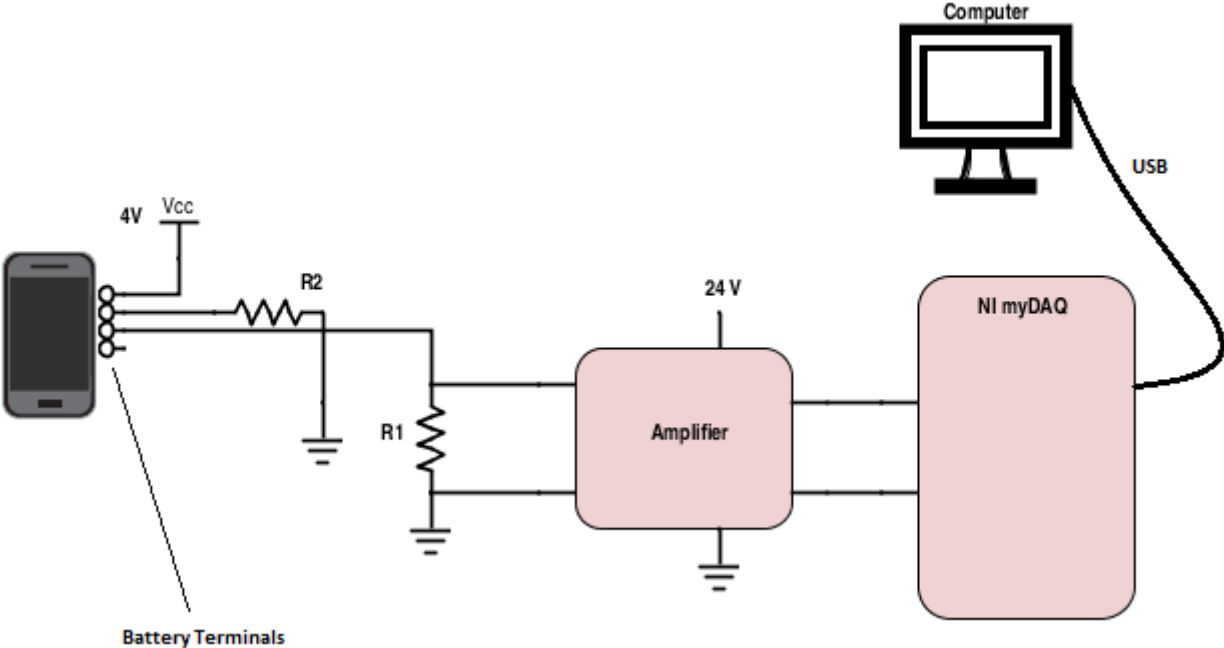 Computer
USB
4V
Vcc
R2
24 V
NI myDAQ
R1
Amplifier
Battery Terminals